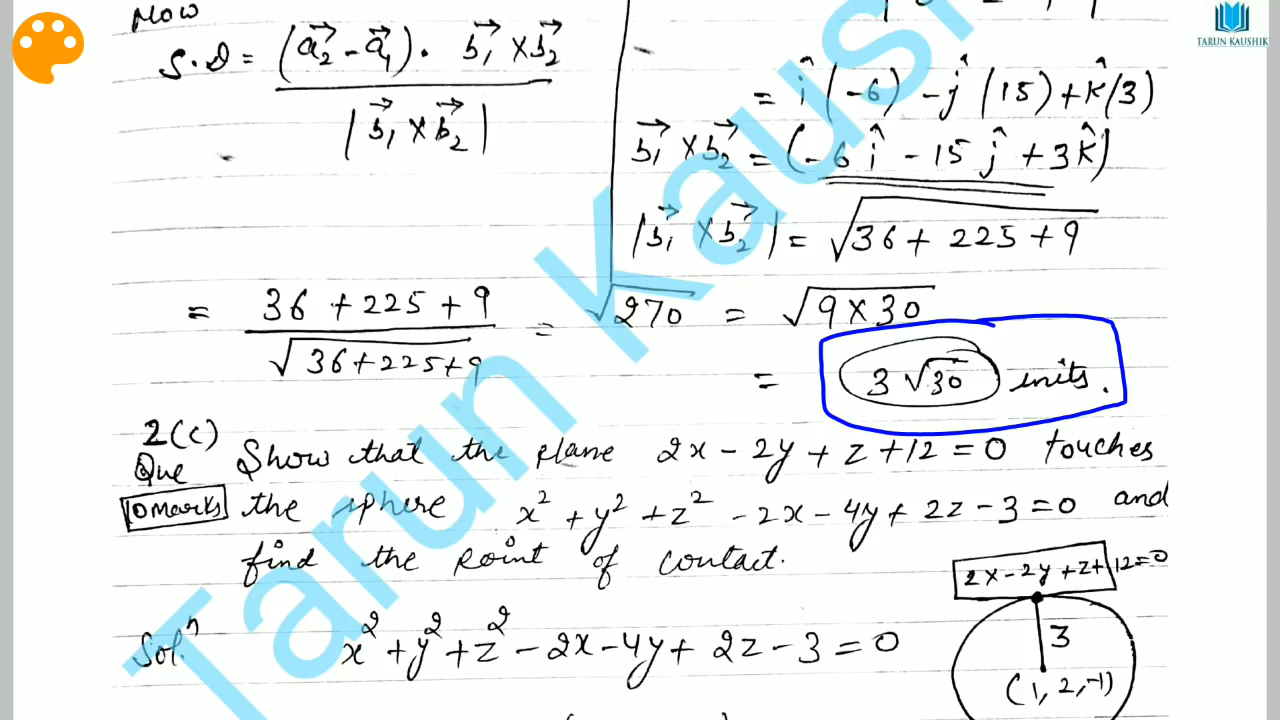 Now
S.D = (a₂⃗ - a₁⃗) · b₁⃗ × b₂⃗ / |b₁⃗ × b₂⃗|
TARUN KAUSHIK
= î(-6) - ĵ(15) + k̂(3)
b₁⃗ × b₂⃗ = (-6î - 15ĵ + 3k̂)
|b₁⃗ × b₂⃗| = √36 + 225 + 9
= 36 + 225 + 9 / √36+225+9 = √270 = √9×30
= 3√30 units.
2(c)
Que Show that the plane 2x - 2y + z + 12 = 0 touches
10 Marks the sphere x² + y² + z² - 2x - 4y + 2z - 3 = 0 and
find the point of contact.
2x - 2y + z + 12 = 0
Solⁿ x² + y² + z² - 2x - 4y + 2z - 3 = 0
3
(1, 2, -1)
Tarun Kaus